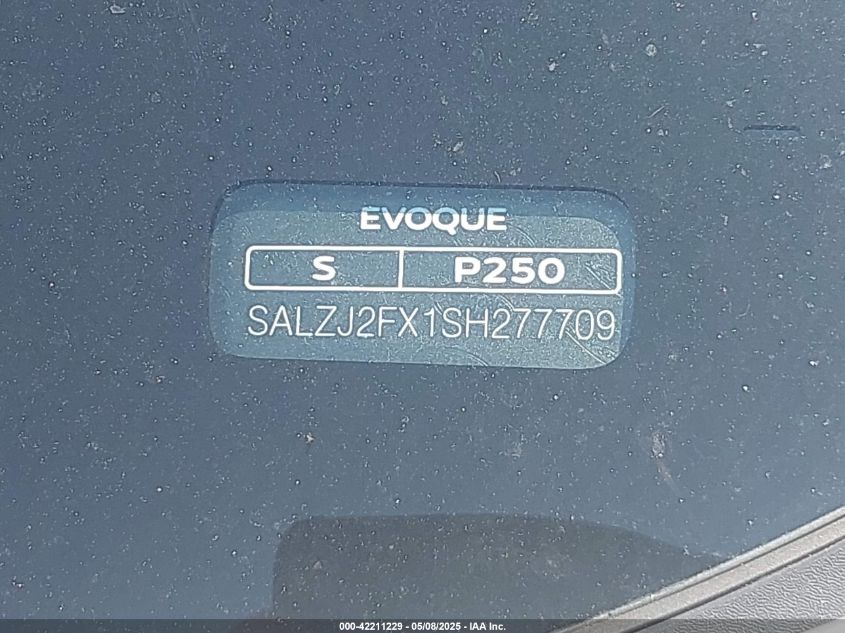 EVOQUE
S P250
SALZJ2FX1SH277709
000-42211229 - 05/08/2025 - IAA Inc.